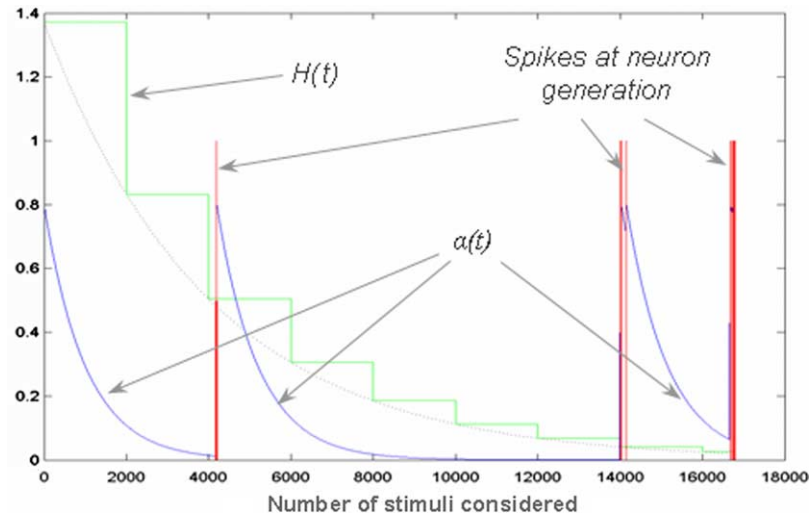 1.4
1.2
1
0.8
0.6
0.4
0.2
0
H(t)
Spikes at neuron
generation
α(t)
0 2000 4000 6000 8000 10000 12000 14000 16000 18000
Number of stimuli considered